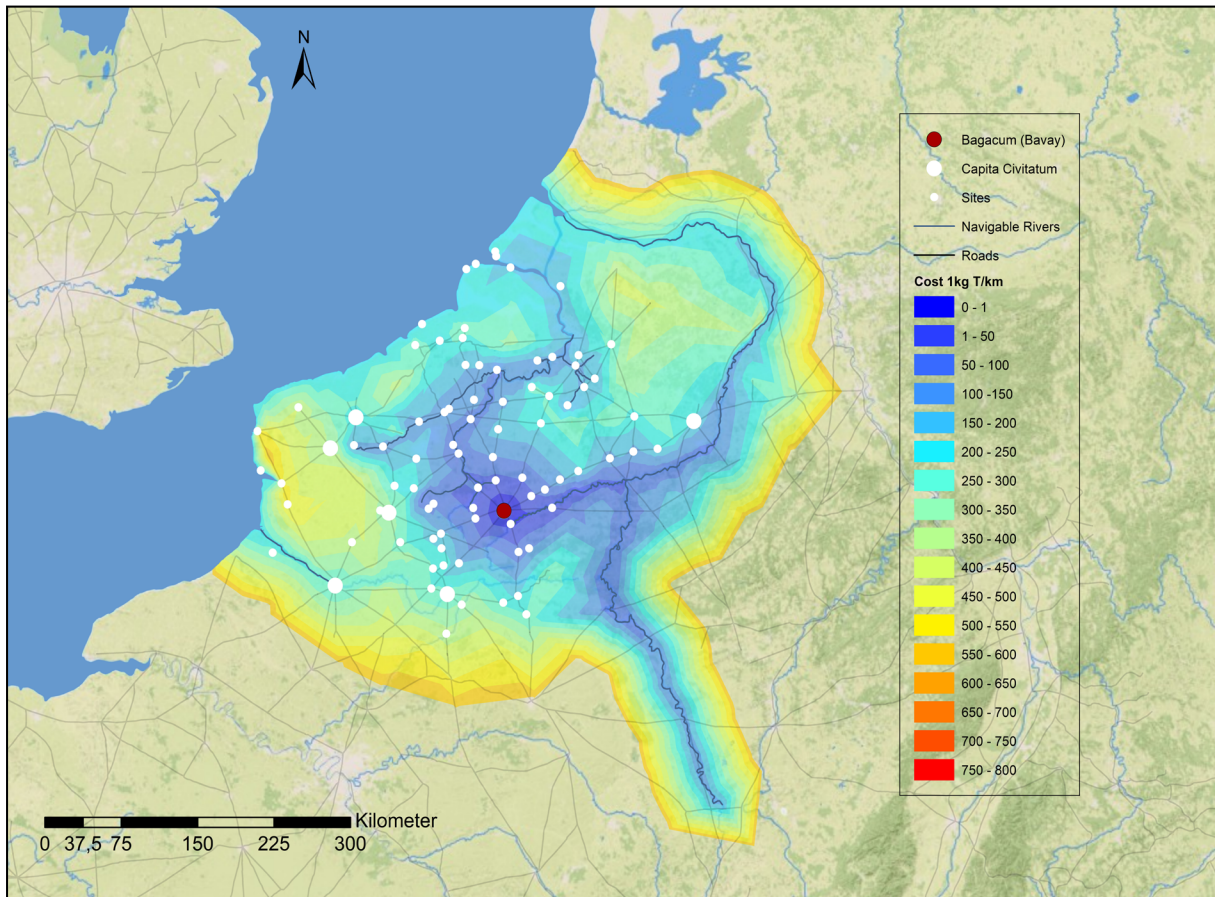 N
Bagacum (Bavay)
Capita Civitatum
Sites
Navigable Rivers
Roads
Cost 1kg T/km
0 - 1
1 - 50
50 - 100
100 -150
150 - 200
200 - 250
250 - 300
300 - 350
350 - 400
400 - 450
450 - 500
500 - 550
550 - 600
600 - 650
650 - 700
700 - 750
750 - 800
Kilometer
0 37,5 75 150 225 300